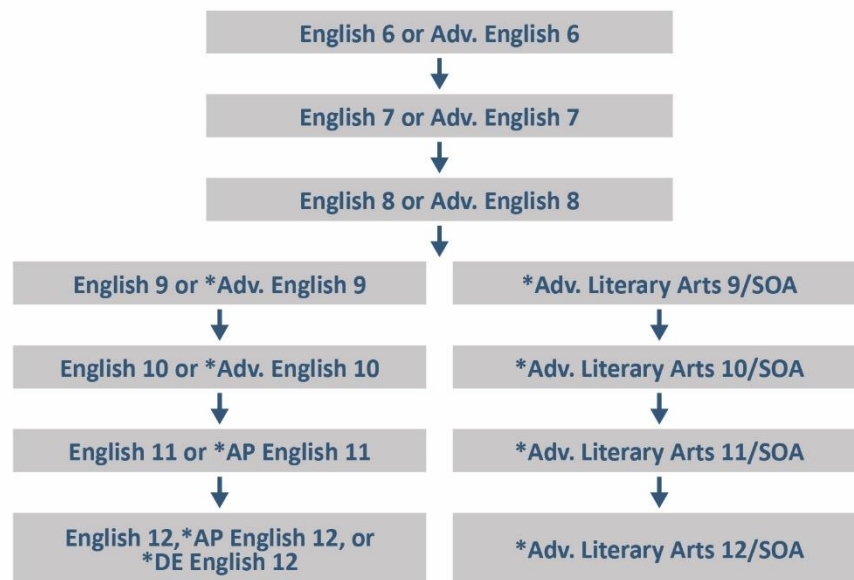 English 6 or Adv. English 6
English 7 or Adv. English 7
English 8 or Adv. English 8
English 9 or *Adv. English 9
*Adv. Literary Arts 9/SOA
English 10 or *Adv. English 10
*Adv. Literary Arts 10/SOA
English 11 or *AP English 11
*Adv. Literary Arts 11/SOA
English 12,*AP English 12, or
*DE English 12
*Adv. Literary Arts 12/SOA